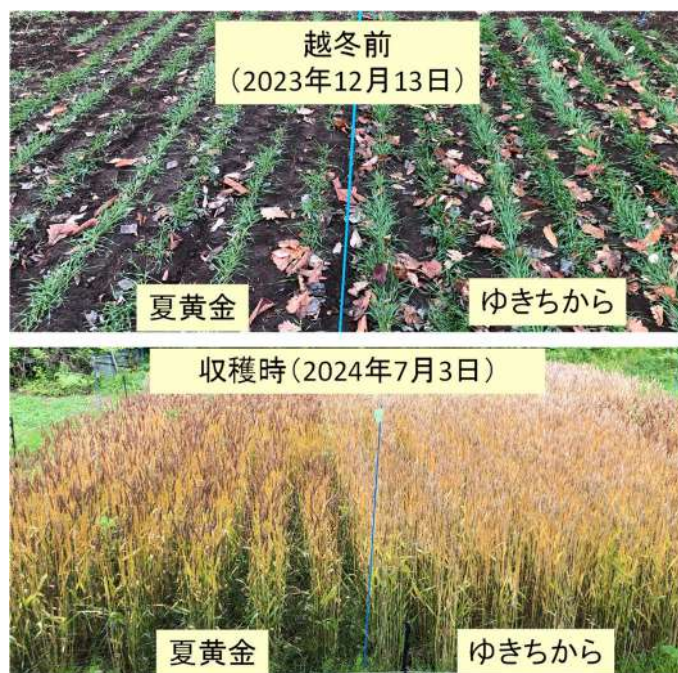 越冬前
（2023年12月13日）
夏黄金
ゆきちから
収穫時（2024年7月3日）
夏黄金
ゆきちから